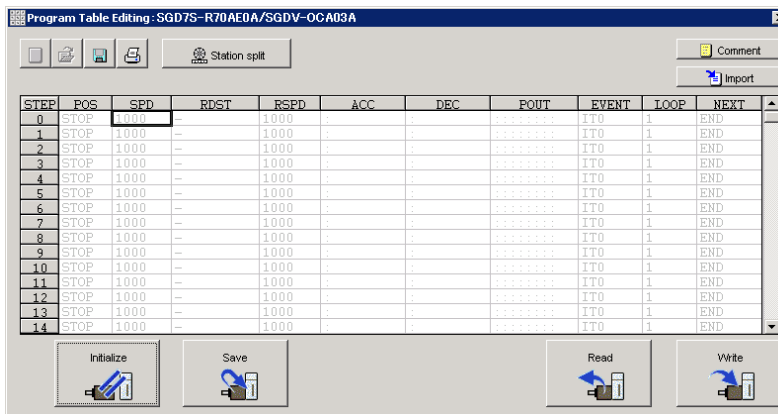 Program Table Editing : SGD7S-R70AE0A/SGDV-OCA03A
Station split
Comment
Import
STEP POS SPD RDST RSPD ACC DEC POUT EVENT LOOP NEXT
0 STOP 1000 – 1000 : : : : : : : : : : IT0 1 END
1 STOP 1000 – 1000 : : : : : : : : : : IT0 1 END
2 STOP 1000 – 1000 : : : : : : : : : : IT0 1 END
3 STOP 1000 – 1000 : : : : : : : : : : IT0 1 END
4 STOP 1000 – 1000 : : : : : : : : : : IT0 1 END
5 STOP 1000 – 1000 : : : : : : : : : : IT0 1 END
6 STOP 1000 – 1000 : : : : : : : : : : IT0 1 END
7 STOP 1000 – 1000 : : : : : : : : : : IT0 1 END
8 STOP 1000 – 1000 : : : : : : : : : : IT0 1 END
9 STOP 1000 – 1000 : : : : : : : : : : IT0 1 END
10 STOP 1000 – 1000 : : : : : : : : : : IT0 1 END
11 STOP 1000 – 1000 : : : : : : : : : : IT0 1 END
12 STOP 1000 – 1000 : : : : : : : : : : IT0 1 END
13 STOP 1000 – 1000 : : : : : : : : : : IT0 1 END
14 STOP 1000 – 1000 : : : : : : : : : : IT0 1 END
Initialize Save Read Write